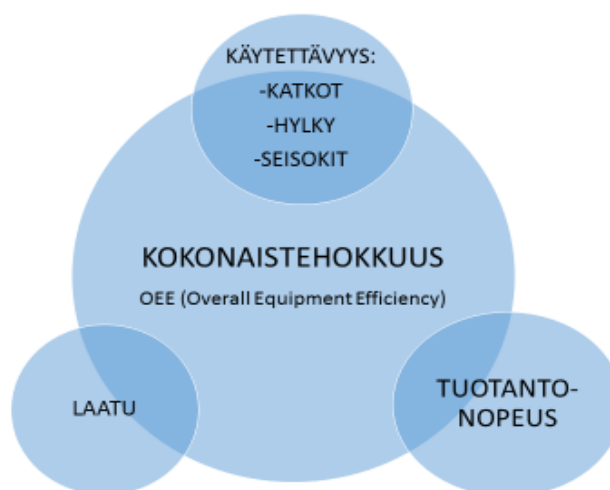 KÄYTETTÄVYYS:
-KATKOT
-HYLKY
-SEISOKIT
KOKONAISTEHOKKUUS
OEE (Overall Equipment Efficiency)
LAATU
TUOTANTO-
NOPEUS